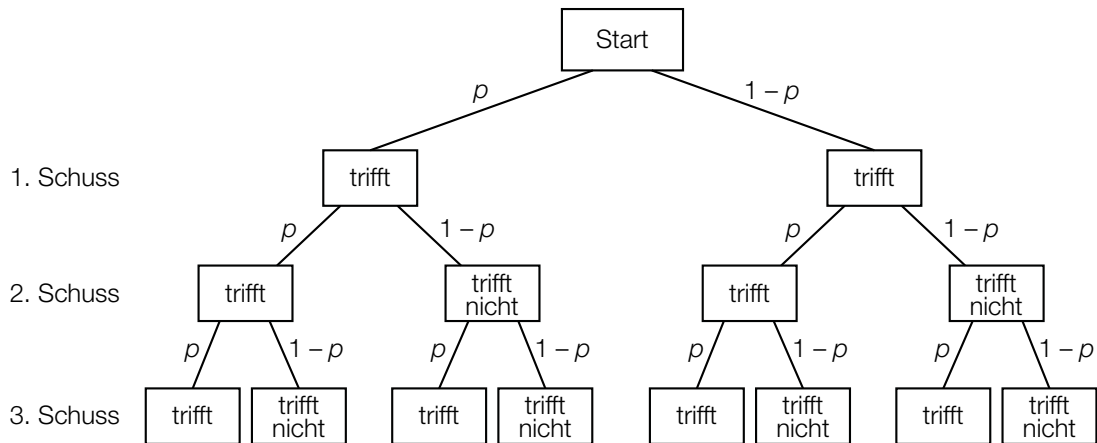 Start
p
1 – p
1. Schuss
trifft
trifft
p
1 – p
p
1 – p
2. Schuss
trifft
trifft
nicht
trifft
trifft
nicht
p
1 – p
p
1 – p
p
1 – p
p
1 – p
3. Schuss
trifft
trifft
nicht
trifft
trifft
nicht
trifft
trifft
nicht
trifft
trifft
nicht